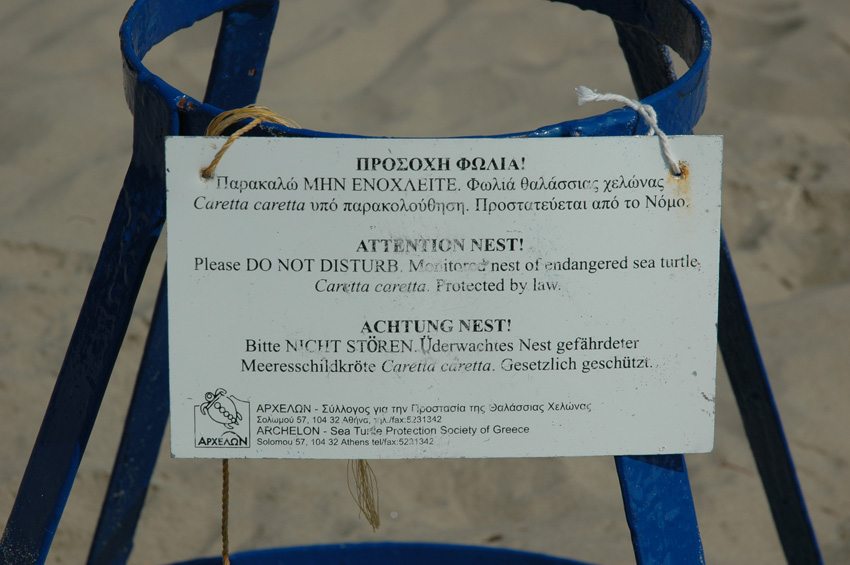 ΠΡΟΣΟΧΗ ΦΩΛΙΑ!
Παρακαλώ ΜΗΝ ΕΝΟΧΛΕΙΤΕ. Φωλιά θαλάσσιας χελώνας
Caretta caretta υπό παρακολούθηση. Προστατεύεται από το Νόμο.
ATTENTION NEST!
Please DO NOT DISTURB. Monitored nest of endangered sea turtle
Caretta caretta. Protected by law.
ACHTUNG NEST!
Bitte NICHT STÖREN. Überwachtes Nest gefährdeter
Meeresschildkröte Caretta caretta. Gesetzlich geschützt.
ΑΡΧΕΛΩΝ - Σύλλογος για την Προστασία της Θαλάσσιας Χελώνας
Σολωμού 57, 104 32 Αθήνα, τηλ./fax:5231342
ARCHELON - Sea Turtle Protection Society of Greece
Solomou 57, 104 32 Athens tel/fax:5231342
ΑΡΧΕΛΩΝ